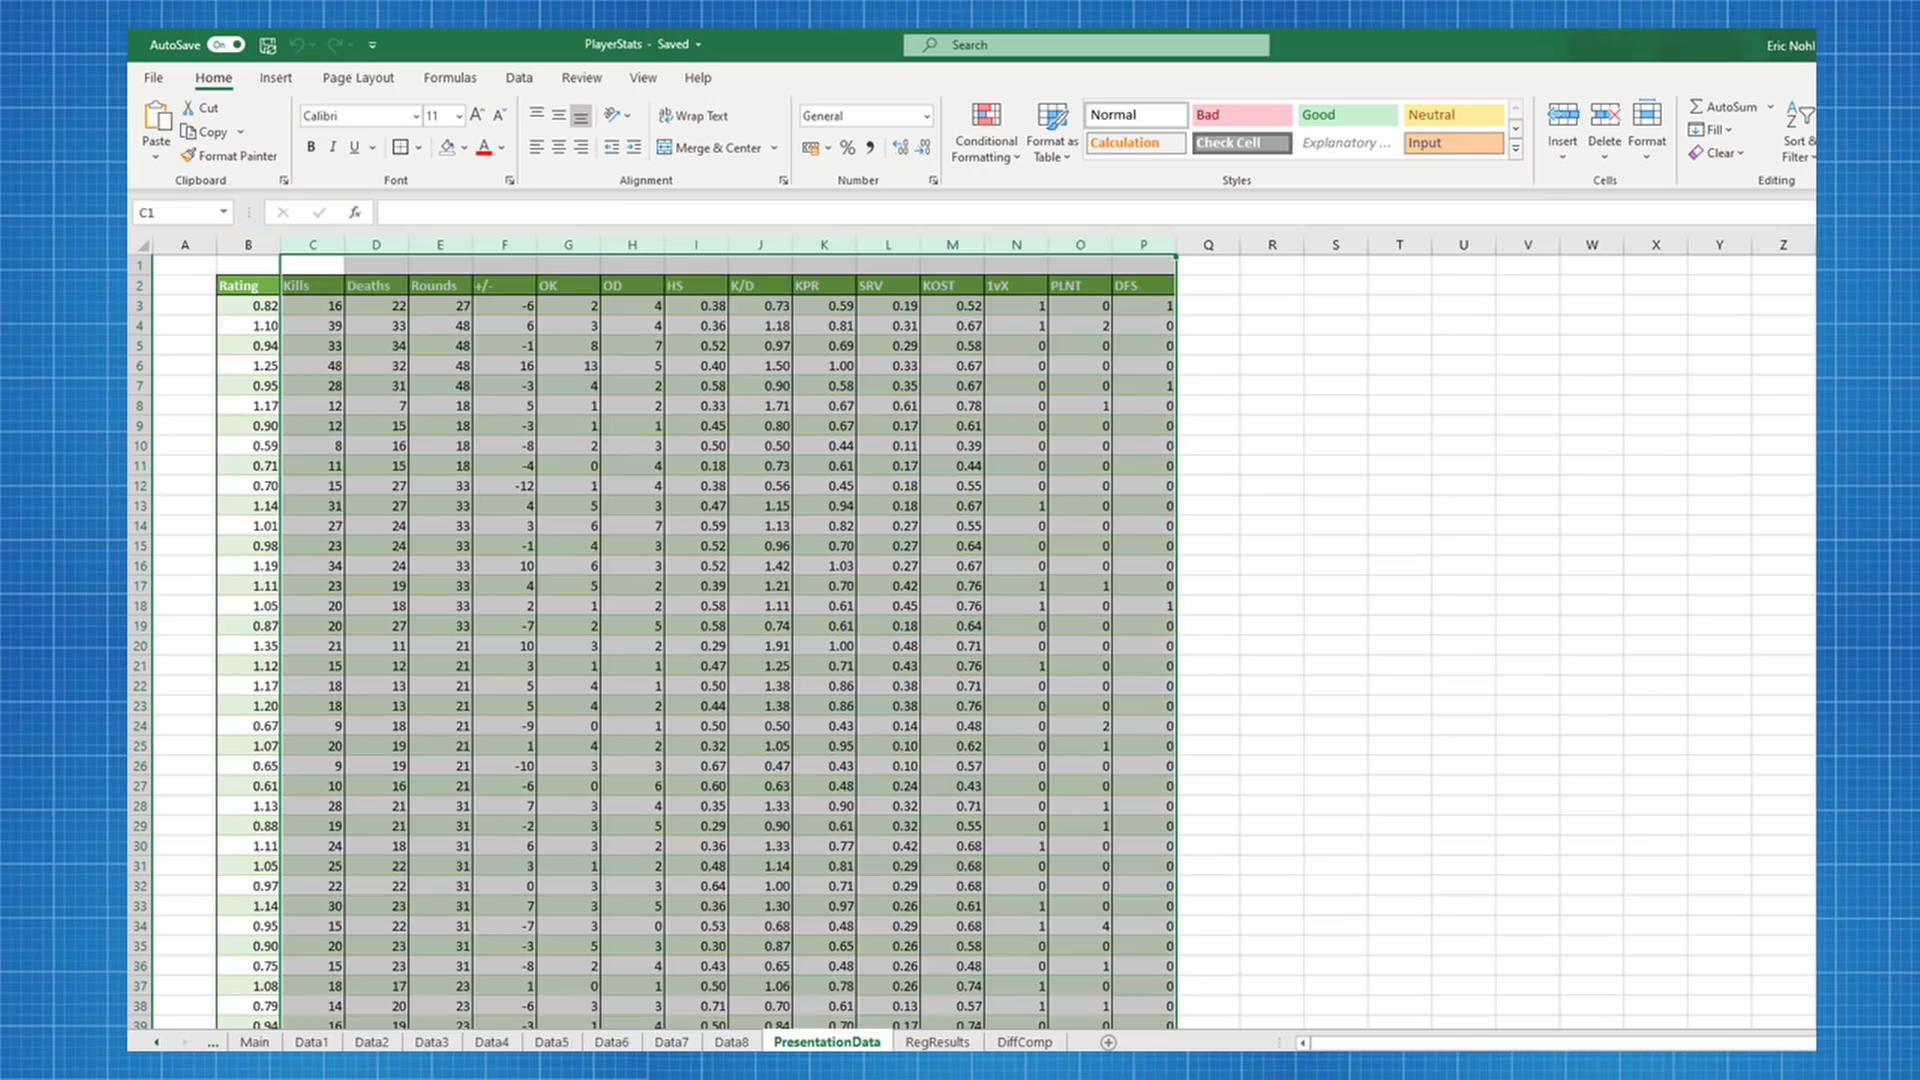 AutoSave On PlayerStats - Saved Search Eric Nohl
File Home Insert Page Layout Formulas Data Review View Help
Paste Cut Copy Format Painter Clipboard
Calibri 11 A A B I U A Font
Wrap Text Merge & Center Alignment
General % Number
Conditional Formatting Format as Table Normal Bad Good Neutral Calculation Check Cell Explanatory ... Input Styles
Insert Delete Format Cells
AutoSum Fill Clear Sort & Filter Editing
C1 fx
A B C D E F G H I J K L M N O P Q R S T U V W X Y Z
1
2 Rating Kills Deaths Rounds +/- OK OD HS K/D KPR SRV KOST 1vX PLNT DFS
3 0.82 16 22 27 -6 2 4 0.38 0.73 0.59 0.19 0.52 1 0 1
4 1.10 39 33 48 6 3 4 0.36 1.18 0.81 0.31 0.67 1 2 0
5 0.94 33 34 48 -1 8 7 0.52 0.97 0.69 0.29 0.58 0 0 0
6 1.25 48 32 48 16 13 5 0.40 1.50 1.00 0.33 0.67 0 0 0
7 0.95 28 31 48 -3 4 2 0.58 0.90 0.58 0.35 0.67 0 0 1
8 1.17 12 7 18 5 1 2 0.33 1.71 0.67 0.61 0.78 0 1 0
9 0.90 12 15 18 -3 1 1 0.45 0.80 0.67 0.17 0.61 0 0 0
10 0.59 8 16 18 -8 2 3 0.50 0.50 0.44 0.11 0.39 0 0 0
11 0.71 11 15 18 -4 0 4 0.18 0.73 0.61 0.17 0.44 0 0 0
12 0.70 15 27 33 -12 1 4 0.38 0.56 0.45 0.18 0.55 0 0 0
13 1.14 31 27 33 4 5 3 0.47 1.15 0.94 0.18 0.67 1 0 0
14 1.01 27 24 33 3 6 7 0.59 1.13 0.82 0.27 0.55 0 0 0
15 0.98 23 24 33 -1 4 3 0.52 0.96 0.70 0.27 0.64 0 0 0
16 1.19 34 24 33 10 6 3 0.52 1.42 1.03 0.27 0.67 0 0 0
17 1.11 23 19 33 4 5 2 0.39 1.21 0.70 0.42 0.76 1 1 0
18 1.05 20 18 33 2 1 2 0.58 1.11 0.61 0.45 0.76 1 0 1
19 0.87 20 27 33 -7 2 5 0.58 0.74 0.61 0.18 0.64 0 0 0
20 1.35 21 11 21 10 3 2 0.29 1.91 1.00 0.48 0.71 0 0 0
21 1.12 15 12 21 3 1 1 0.47 1.25 0.71 0.43 0.76 1 0 0
22 1.17 18 13 21 5 4 1 0.50 1.38 0.86 0.38 0.71 0 0 0
23 1.20 18 13 21 5 4 2 0.44 1.38 0.86 0.38 0.76 0 0 0
24 0.67 9 18 21 -9 0 1 0.50 0.50 0.43 0.14 0.48 0 2 0
25 1.07 20 19 21 1 4 2 0.32 1.05 0.95 0.10 0.62 0 1 0
26 0.65 9 19 21 -10 3 3 0.67 0.47 0.43 0.10 0.57 0 0 0
27 0.61 10 16 21 -6 0 6 0.60 0.63 0.48 0.24 0.43 0 0 0
28 1.13 28 21 31 7 3 4 0.35 1.33 0.90 0.32 0.71 0 1 0
29 0.88 19 21 31 -2 3 5 0.29 0.90 0.61 0.32 0.55 0 1 0
30 1.11 24 18 31 6 3 2 0.36 1.33 0.77 0.42 0.68 1 0 0
31 1.05 25 22 31 3 1 2 0.48 1.14 0.81 0.29 0.68 0 0 0
32 0.97 22 22 31 0 3 3 0.64 1.00 0.71 0.29 0.68 0 0 0
33 1.14 30 23 31 7 3 5 0.36 1.30 0.97 0.26 0.61 1 0 0
34 0.95 15 22 31 -7 3 0 0.53 0.68 0.48 0.29 0.68 1 4 0
35 0.90 20 23 31 -3 5 3 0.30 0.87 0.65 0.26 0.58 0 0 0
36 0.75 15 23 31 -8 2 4 0.43 0.65 0.48 0.26 0.48 0 1 0
37 1.08 18 17 23 1 0 1 0.50 1.06 0.78 0.26 0.74 1 0 0
38 0.79 14 20 23 -6 3 3 0.71 0.70 0.61 0.13 0.57 1 1 0
39 0.94 16 19 23 -3 1 4 0.50 0.84 0.70 0.17 0.74 0 0 0
... Main Data1 Data2 Data3 Data4 Data5 Data6 Data7 Data8 PresentationData RegResults DiffComp